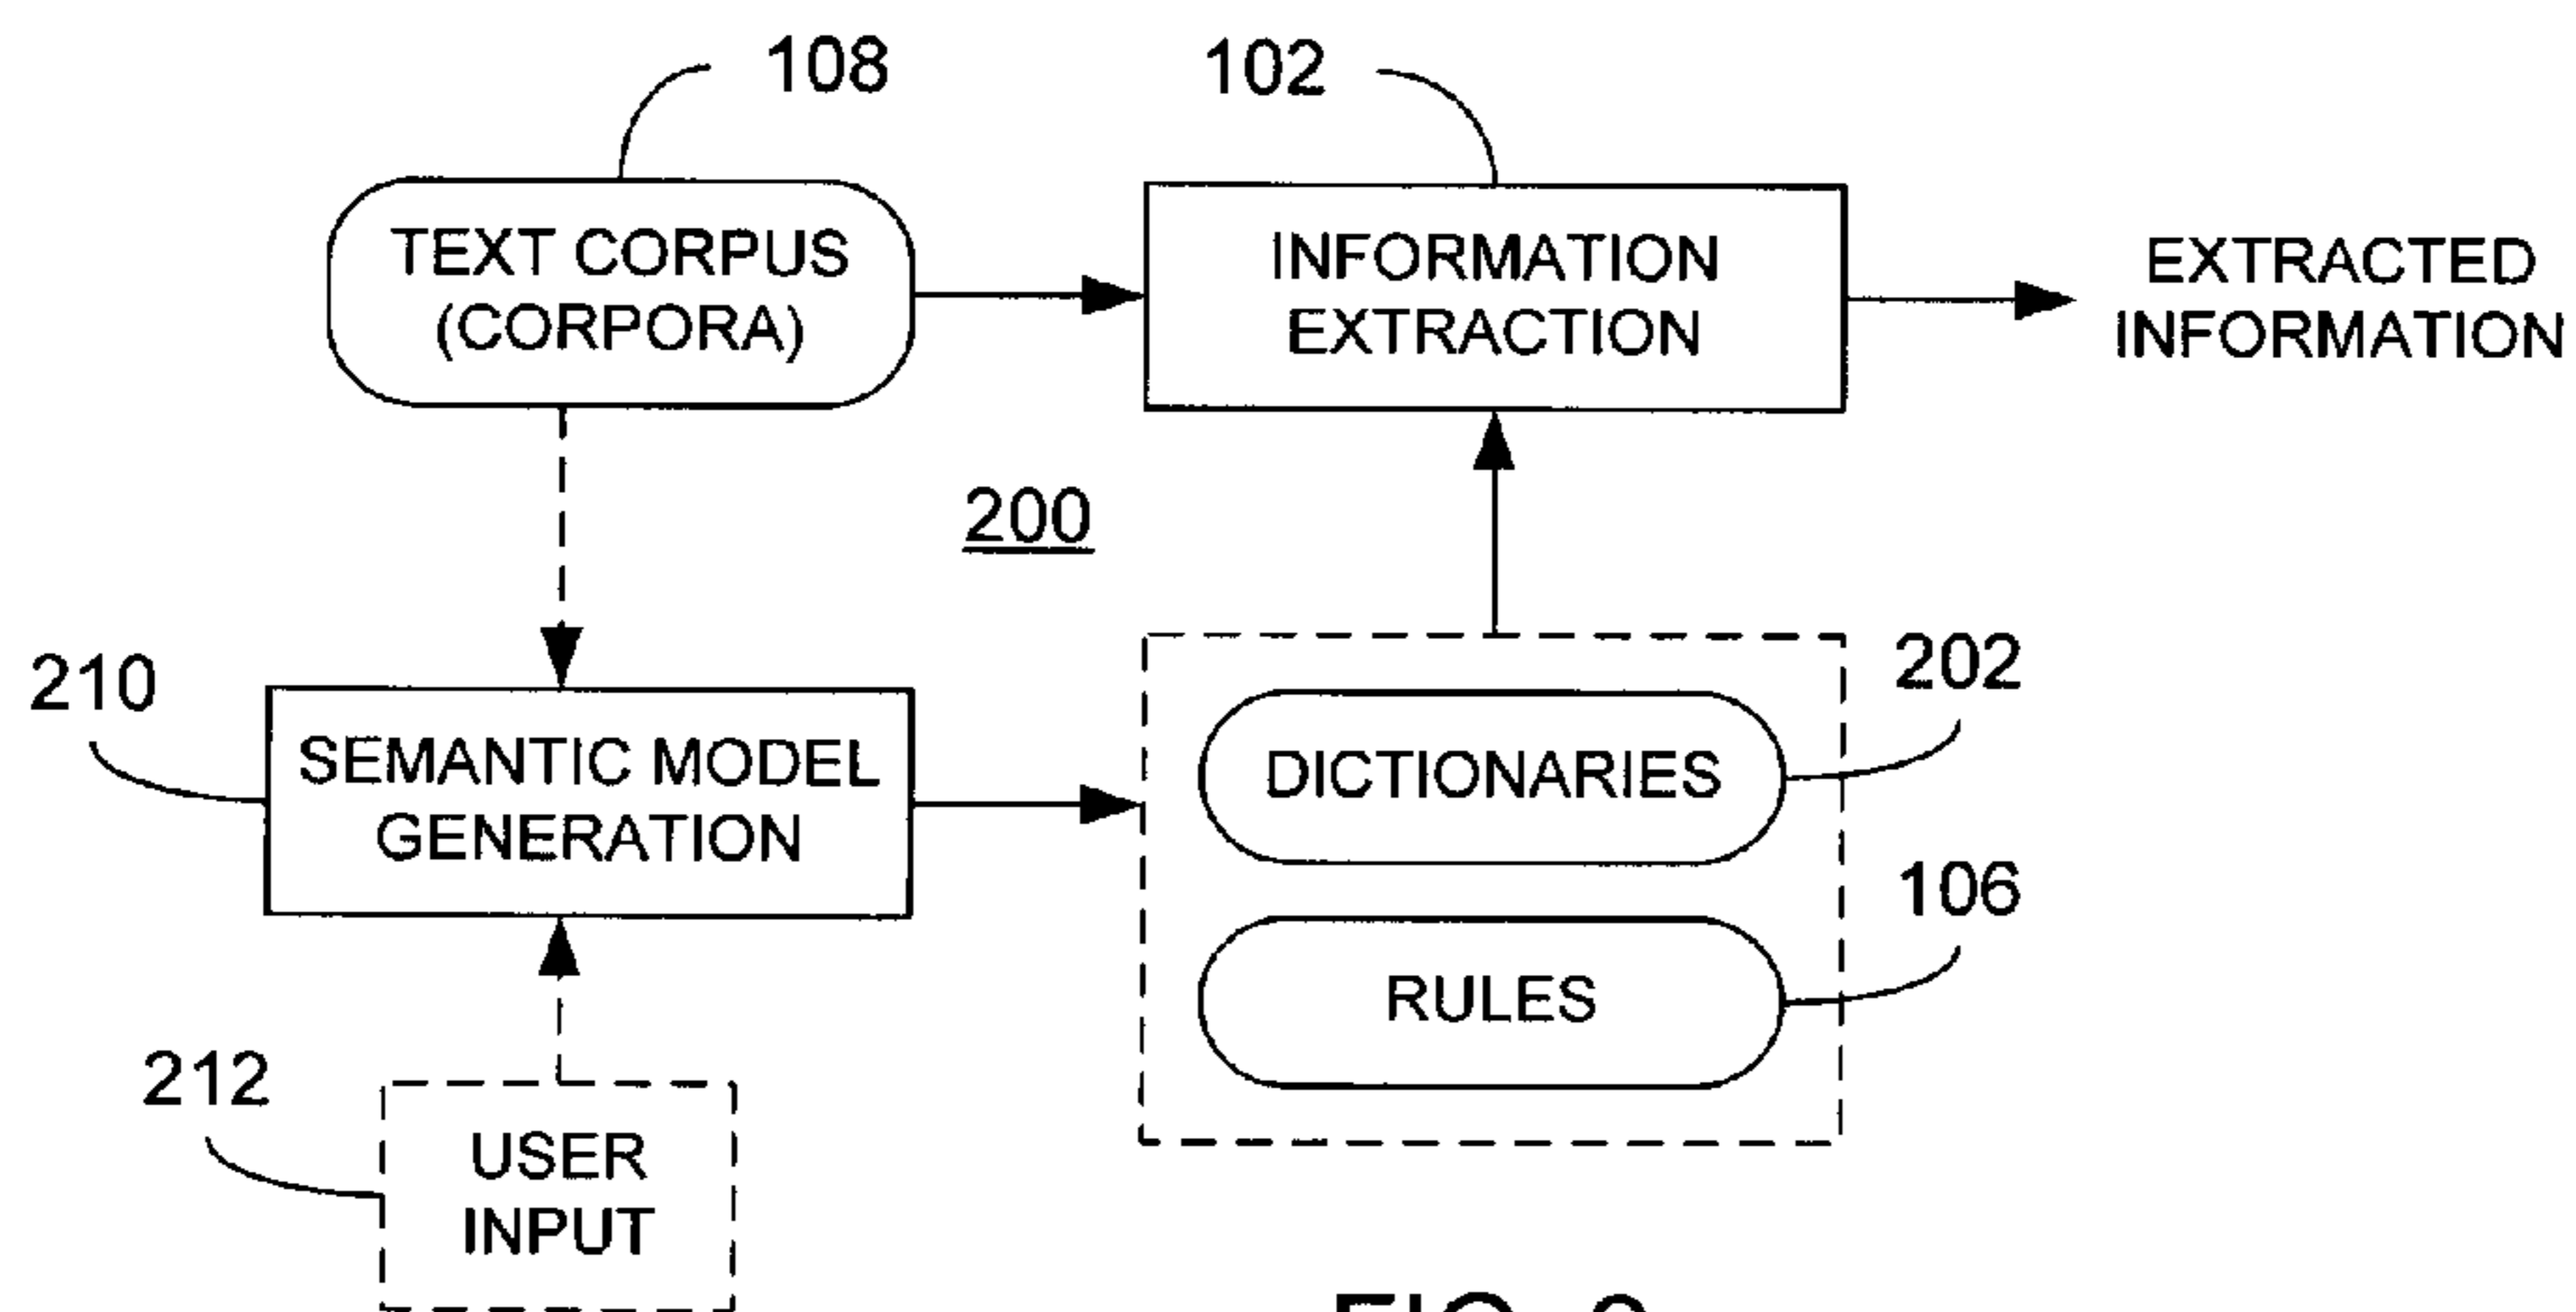 108
102
TEXT CORPUS
(CORPORA)
INFORMATION
EXTRACTION
EXTRACTED
INFORMATION
200
210
SEMANTIC MODEL
GENERATION
202
DICTIONARIES
106
RULES
212
USER
INPUT